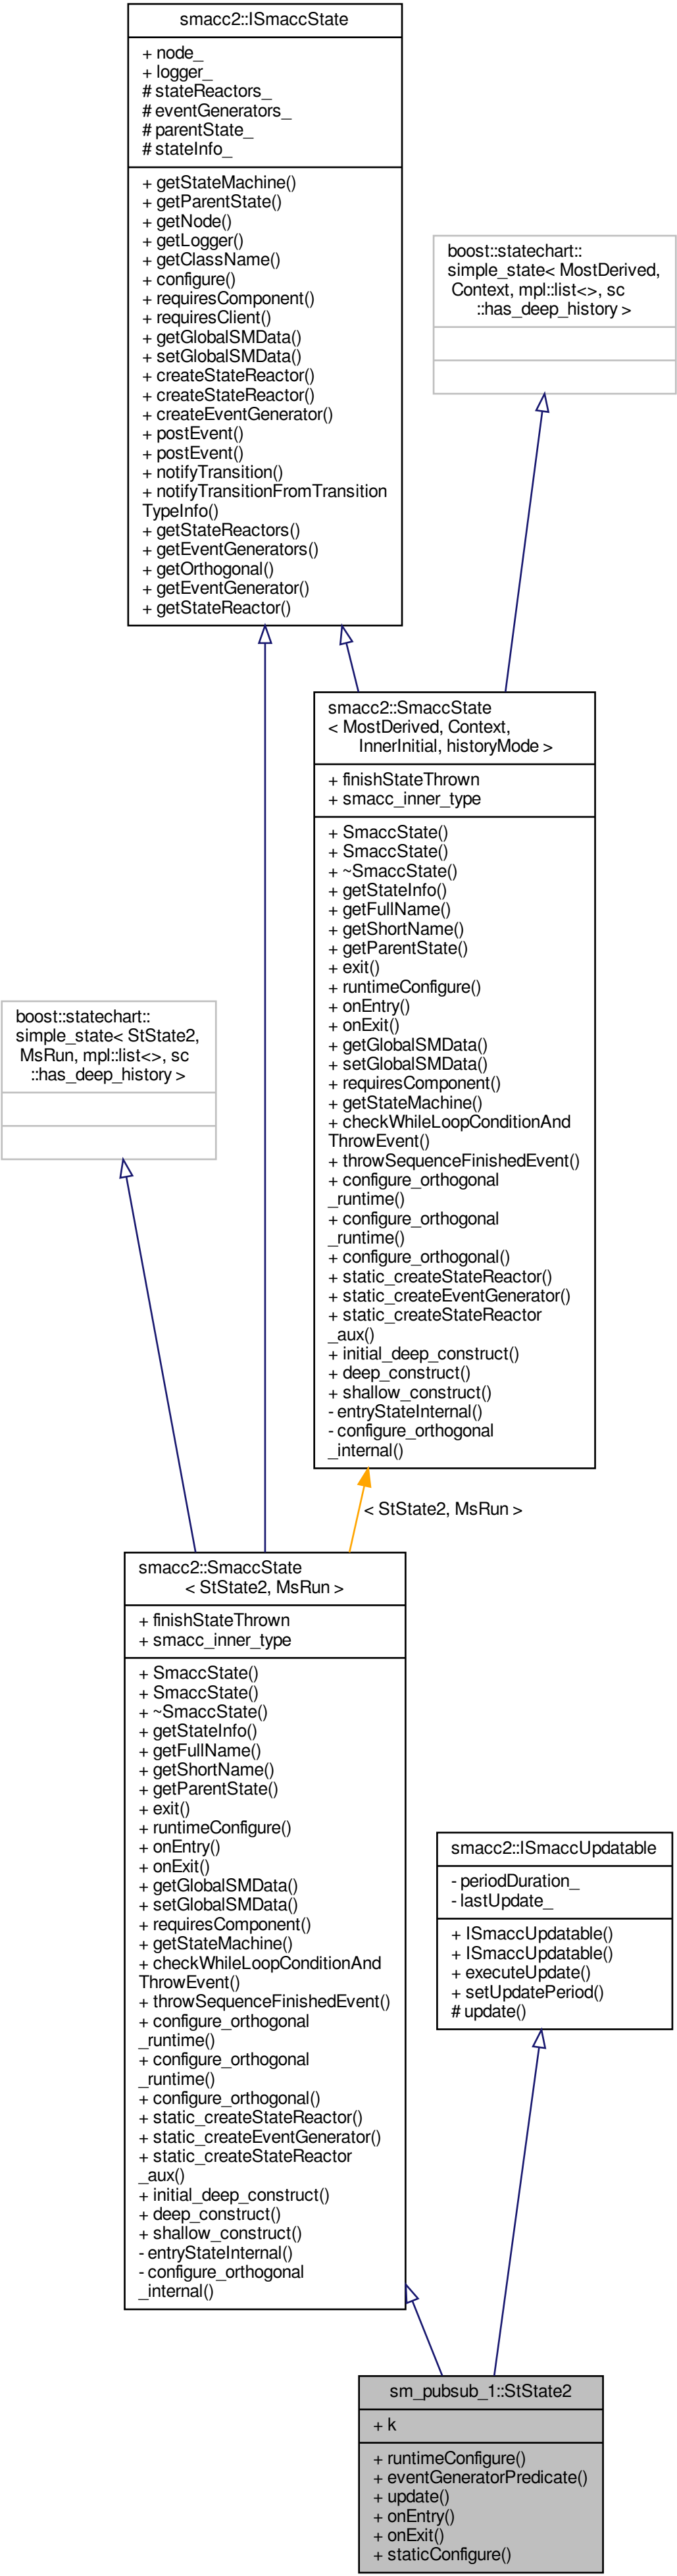 smacc2::ISmaccState
+ node_
+ logger_
# stateReactors_
# eventGenerators_
# parentState_
# stateInfo_
+ getStateMachine()
+ getParentState()
+ getNode()
+ getLogger()
+ getClassName()
+ configure()
+ requiresComponent()
+ requiresClient()
+ getGlobalSMData()
+ setGlobalSMData()
+ createStateReactor()
+ createStateReactor()
+ createEventGenerator()
+ postEvent()
+ postEvent()
+ notifyTransition()
+ notifyTransitionFromTransition
TypeInfo()
+ getStateReactors()
+ getEventGenerators()
+ getOrthogonal()
+ getEventGenerator()
+ getStateReactor()
boost::statechart::
simple_state< MostDerived,
Context, mpl::list<>, sc
::has_deep_history >
smacc2::SmaccState
< MostDerived, Context,
InnerInitial, historyMode >
+ finishStateThrown
+ smacc_inner_type
+ SmaccState()
+ SmaccState()
+ ~SmaccState()
+ getStateInfo()
+ getFullName()
+ getShortName()
+ getParentState()
+ exit()
+ runtimeConfigure()
+ onEntry()
+ onExit()
+ getGlobalSMData()
+ setGlobalSMData()
+ requiresComponent()
+ getStateMachine()
+ checkWhileLoopConditionAnd
ThrowEvent()
+ throwSequenceFinishedEvent()
+ configure_orthogonal
_runtime()
+ configure_orthogonal
_runtime()
+ configure_orthogonal()
+ static_createStateReactor()
+ static_createEventGenerator()
+ static_createStateReactor
_aux()
+ initial_deep_construct()
+ deep_construct()
+ shallow_construct()
- entryStateInternal()
- configure_orthogonal
_internal()
boost::statechart::
simple_state< StState2,
MsRun, mpl::list<>, sc
::has_deep_history >
< StState2, MsRun >
smacc2::SmaccState
< StState2, MsRun >
+ finishStateThrown
+ smacc_inner_type
+ SmaccState()
+ SmaccState()
+ ~SmaccState()
+ getStateInfo()
+ getFullName()
+ getShortName()
+ getParentState()
+ exit()
+ runtimeConfigure()
+ onEntry()
+ onExit()
+ getGlobalSMData()
+ setGlobalSMData()
+ requiresComponent()
+ getStateMachine()
+ checkWhileLoopConditionAnd
ThrowEvent()
+ throwSequenceFinishedEvent()
+ configure_orthogonal
_runtime()
+ configure_orthogonal
_runtime()
+ configure_orthogonal()
+ static_createStateReactor()
+ static_createEventGenerator()
+ static_createStateReactor
_aux()
+ initial_deep_construct()
+ deep_construct()
+ shallow_construct()
- entryStateInternal()
- configure_orthogonal
_internal()
smacc2::ISmaccUpdatable
- periodDuration_
- lastUpdate_
+ ISmaccUpdatable()
+ ISmaccUpdatable()
+ executeUpdate()
+ setUpdatePeriod()
# update()
sm_pubsub_1::StState2
+ k
+ runtimeConfigure()
+ eventGeneratorPredicate()
+ update()
+ onEntry()
+ onExit()
+ staticConfigure()